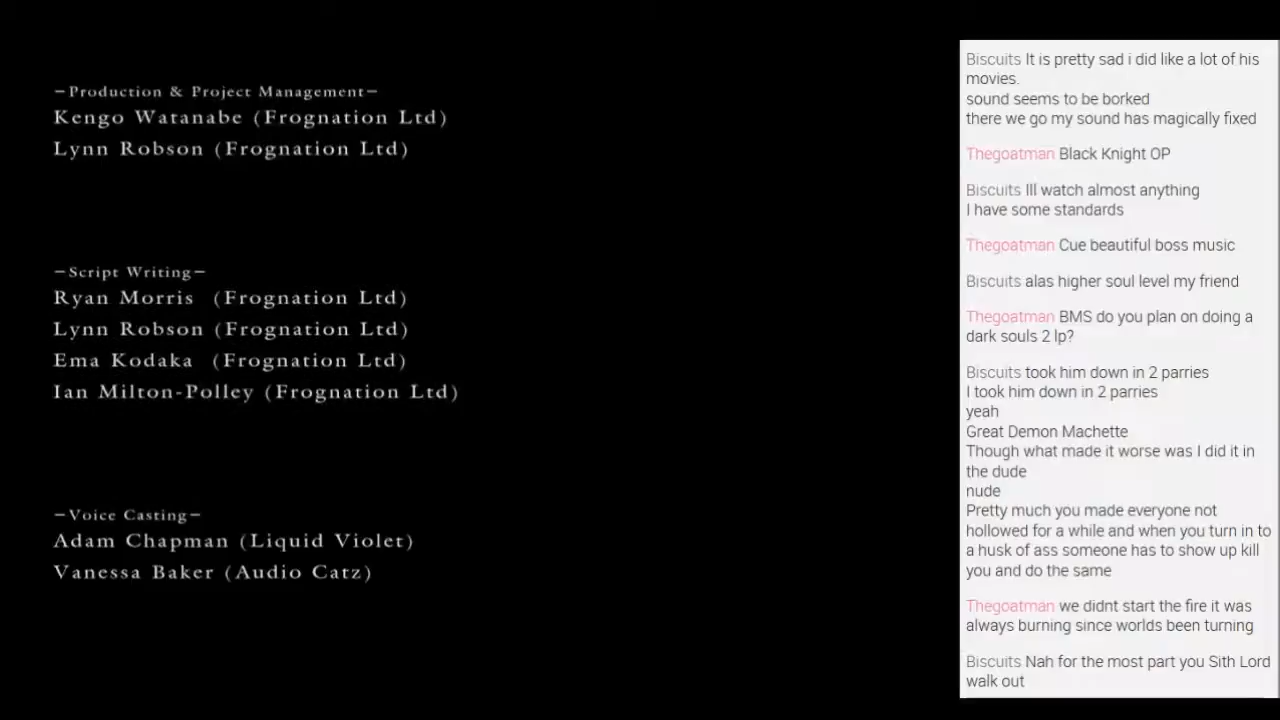 —Production & Project Management—
Kengo Watanabe (Frognation Ltd)
Lynn Robson (Frognation Ltd)
—Script Writing—
Ryan Morris (Frognation Ltd)
Lynn Robson (Frognation Ltd)
Ema Kodaka (Frognation Ltd)
Ian Milton-Polley (Frognation Ltd)
—Voice Casting—
Adam Chapman (Liquid Violet)
Vanessa Baker (Audio Catz)
Biscuits It is pretty sad i did like a lot of his
movies.
sound seems to be borked
there we go my sound has magically fixed
Thegoatman Black Knight OP
Biscuits Ill watch almost anything
I have some standards
Thegoatman Cue beautiful boss music
Biscuits alas higher soul level my friend
Thegoatman BMS do you plan on doing a
dark souls 2 lp?
Biscuits took him down in 2 parries
I took him down in 2 parries
yeah
Great Demon Machette
Though what made it worse was I did it in
the dude
nude
Pretty much you made everyone not
hollowed for a while and when you turn in to
a husk of ass someone has to show up kill
you and do the same
Thegoatman we didnt start the fire it was
always burning since worlds been turning
Biscuits Nah for the most part you Sith Lord
walk out